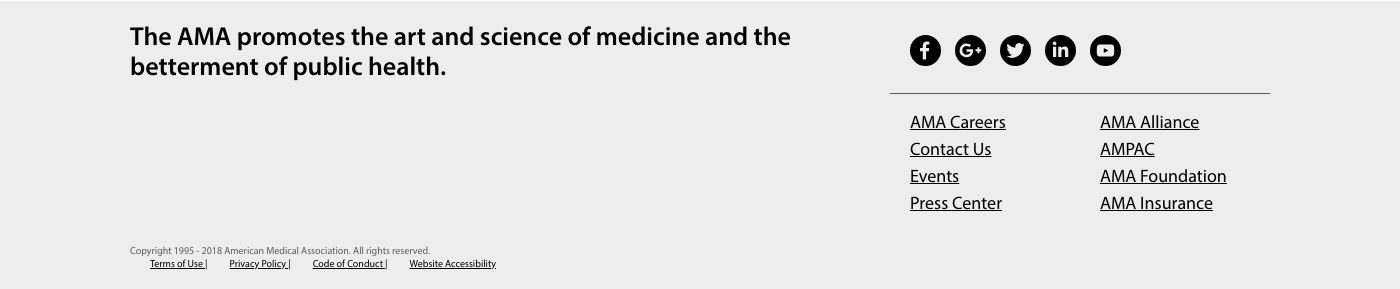 The AMA promotes the art and science of medicine and the
betterment of public health.
AMA Careers
Contact Us
Events
Press Center
AMA Alliance
AMPAC
AMA Foundation
AMA Insurance
Copyright 1995 - 2018 American Medical Association. All rights reserved.
Terms of Use | Privacy Policy | Code of Conduct | Website Accessibility